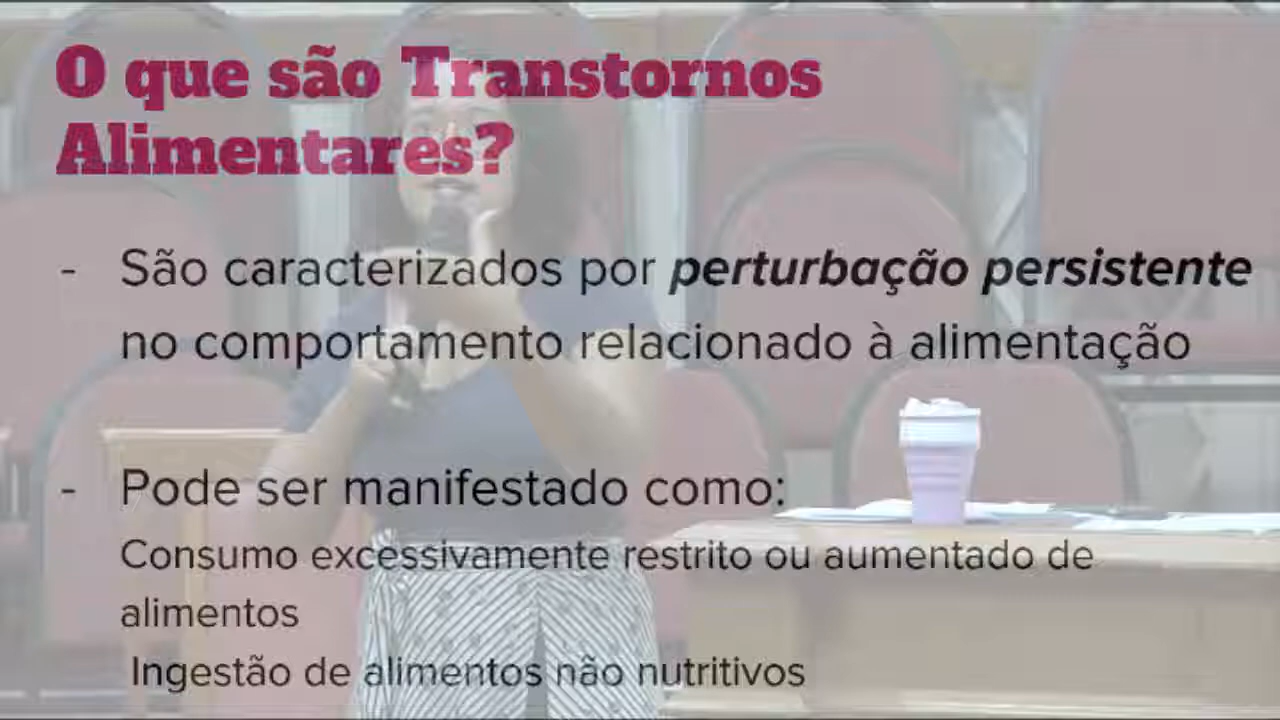 O que são Transtornos
Alimentares?
- São caracterizados por perturbação persistente
no comportamento relacionado à alimentação
- Pode ser manifestado como:
Consumo excessivamente restrito ou aumentado de
alimentos
Ingestão de alimentos não nutritivos